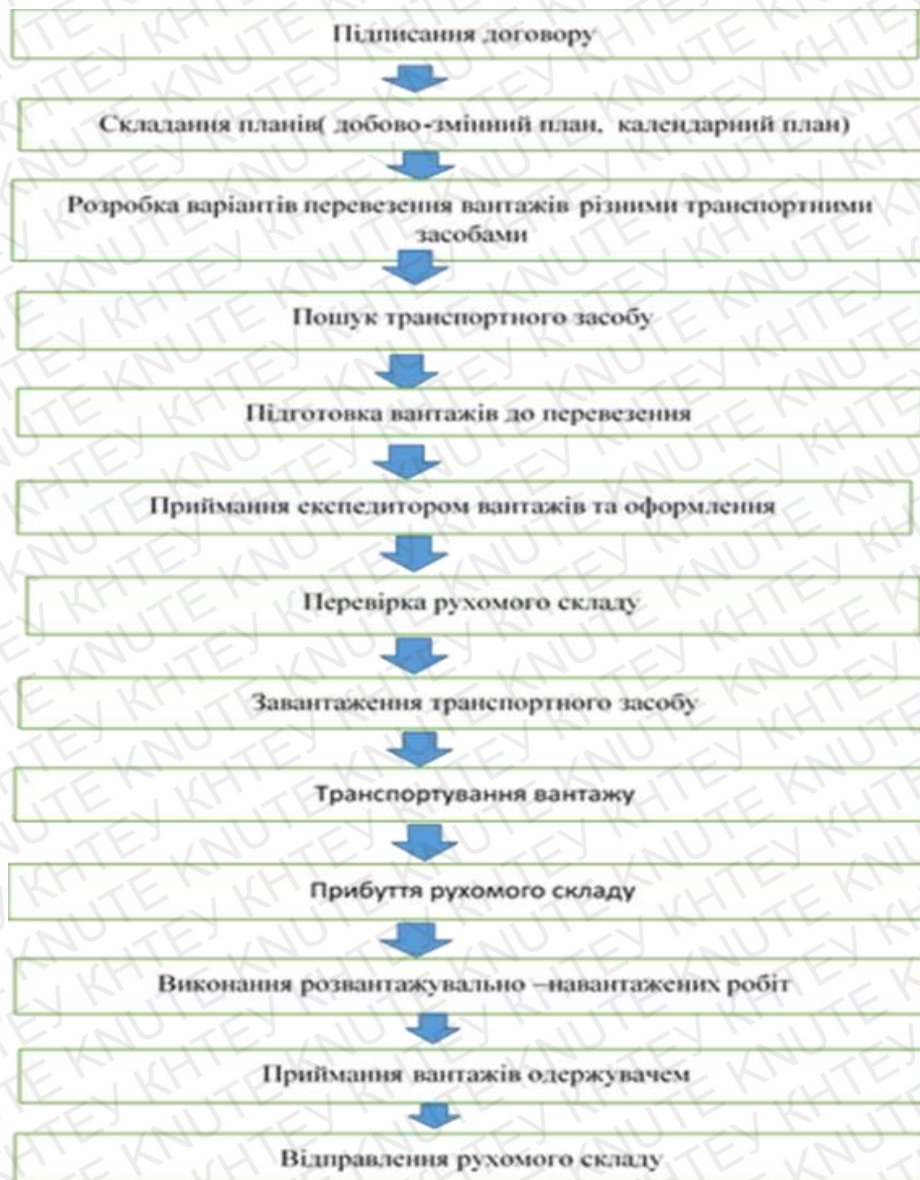 Підписання договору
Складання планів( добово-змінний план, календарний план)
Розробка варіантів перевезення вантажів різними транспортними
засобами
Пошук транспортного засобу
Підготовка вантажів до перевезення
Приймання експедитором вантажів та оформлення
Перевірка рухомого складу
Завантаження транспортного засобу
Транспортування вантажу
Прибуття рухомого складу
Виконання розвантажувально –навантажених робіт
Приймання вантажів одержувачем
Відправлення рухомого складу